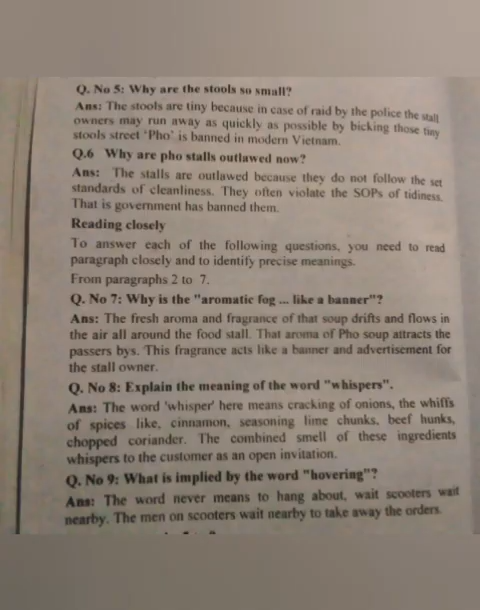 Q. No 5: Why are the stools so small?
Ans: The stools are tiny because in case of raid by the police the stall
owners may run away as quickly as possible by bicking those tiny
stools street 'Pho' is banned in modern Vietnam.
Q.6 Why are pho stalls outlawed now?
Ans: The stalls are outlawed because they do not follow the set
standards of cleanliness. They often violate the SOPs of tidiness.
That is government has banned them.
Reading closely
To answer each of the following questions, you need to read
paragraph closely and to identify precise meanings.
From paragraphs 2 to 7.
Q. No 7: Why is the "aromatic fog ... like a banner"?
Ans: The fresh aroma and fragrance of that soup drifts and flows in
the air all around the food stall. That aroma of Pho soup attracts the
passers bys. This fragrance acts like a banner and advertisement for
the stall owner.
Q. No 8: Explain the meaning of the word "whispers".
Ans: The word 'whisper' here means cracking of onions, the whiffs
of spices like, cinnamon, seasoning lime chunks, beef hunks,
chopped coriander. The combined smell of these ingredients
whispers to the customer as an open invitation.
Q. No 9: What is implied by the word "hovering"?
Ans: The word never means to hang about, wait scooters wait
nearby. The men on scooters wait nearby to take away the orders.